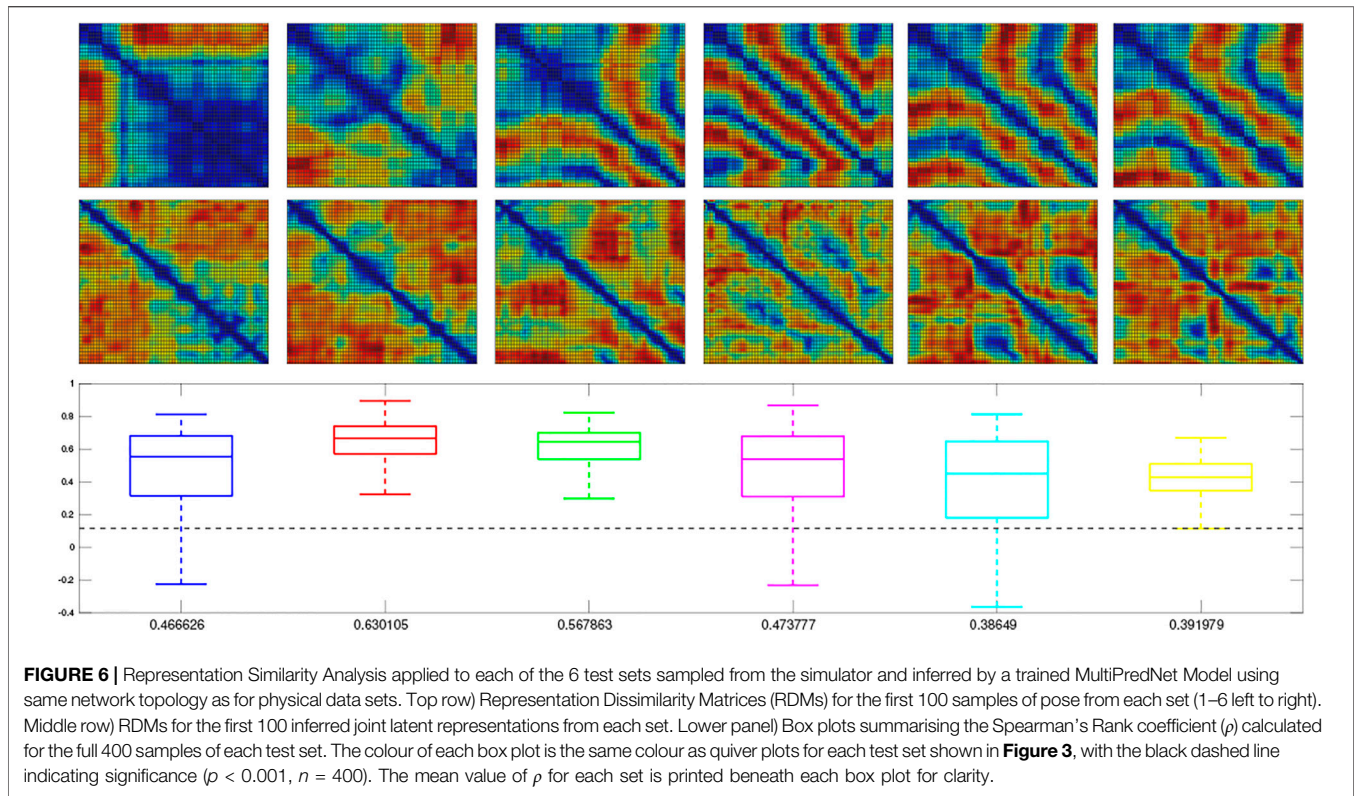 1
0.8
0.6
0.4
0.2
0
-0.2
-0.4
0.466626 0.630105 0.567863 0.473777 0.38649 0.391979
FIGURE 6 | Representation Similarity Analysis applied to each of the 6 test sets sampled from the simulator and inferred by a trained MultiPredNet Model using
same network topology as for physical data sets. Top row) Representation Dissimilarity Matrices (RDMs) for the first 100 samples of pose from each set (1–6 left to right).
Middle row) RDMs for the first 100 inferred joint latent representations from each set. Lower panel) Box plots summarising the Spearman's Rank coefficient (ρ) calculated
for the full 400 samples of each test set. The colour of each box plot is the same colour as quiver plots for each test set shown in Figure 3, with the black dashed line
indicating significance (p < 0.001, n = 400). The mean value of ρ for each set is printed beneath each box plot for clarity.